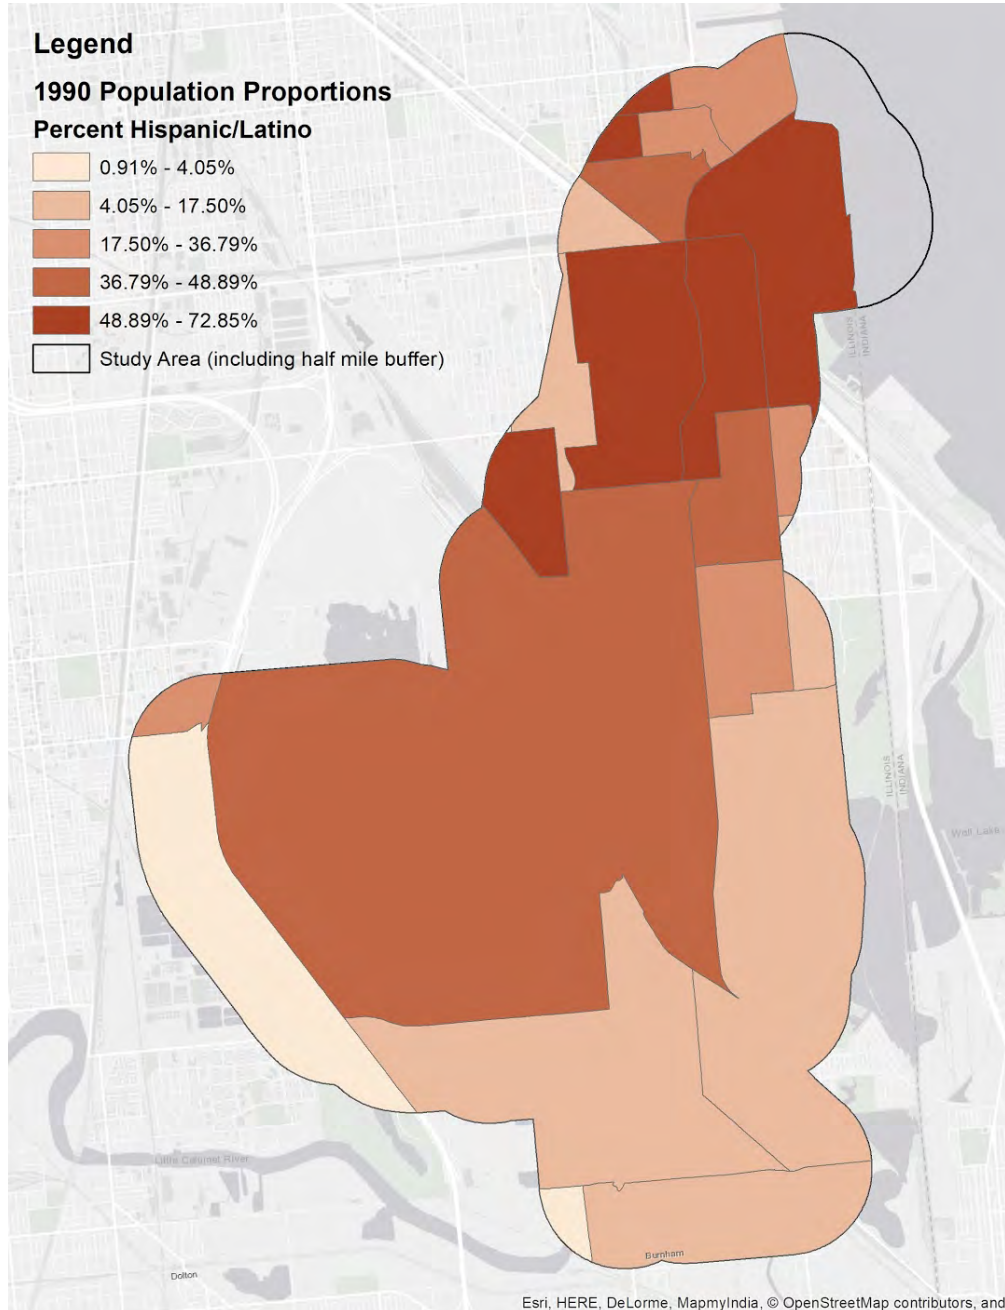 Legend
1990 Population Proportions
Percent Hispanic/Latino
0.91% - 4.05%
4.05% - 17.50%
17.50% - 36.79%
36.79% - 48.89%
48.89% - 72.85%
Study Area (including half mile buffer)
ILLINOIS
INDIANA
ILLINOIS
INDIANA
Wolf Lake
Little Calumet River
Burnham
Dolton
Esri, HERE, DeLorme, MapmyIndia, © OpenStreetMap contributors, and